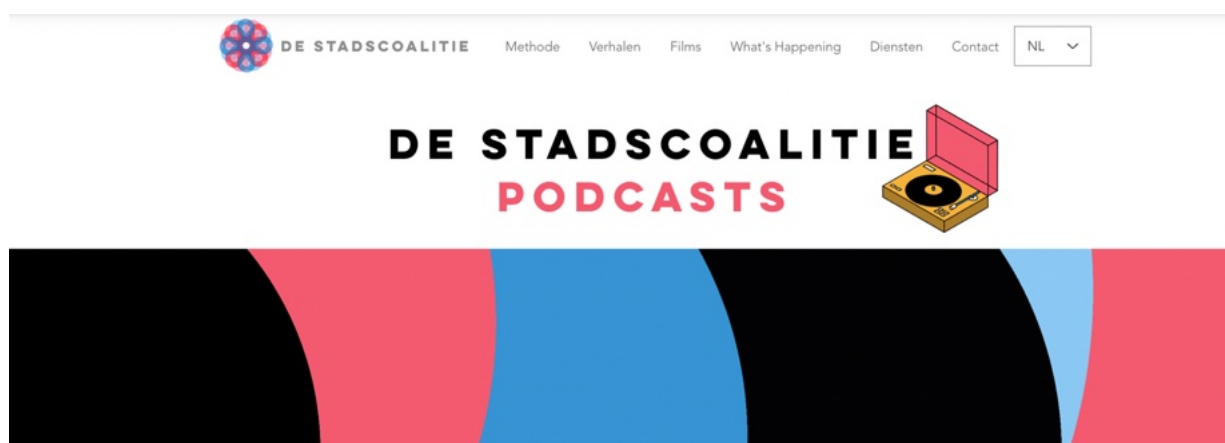 DE STADSCOALITIE Methode Verhalen Films What's Happening Diensten Contact NL
DE STADSCOALITIE
PODCASTS